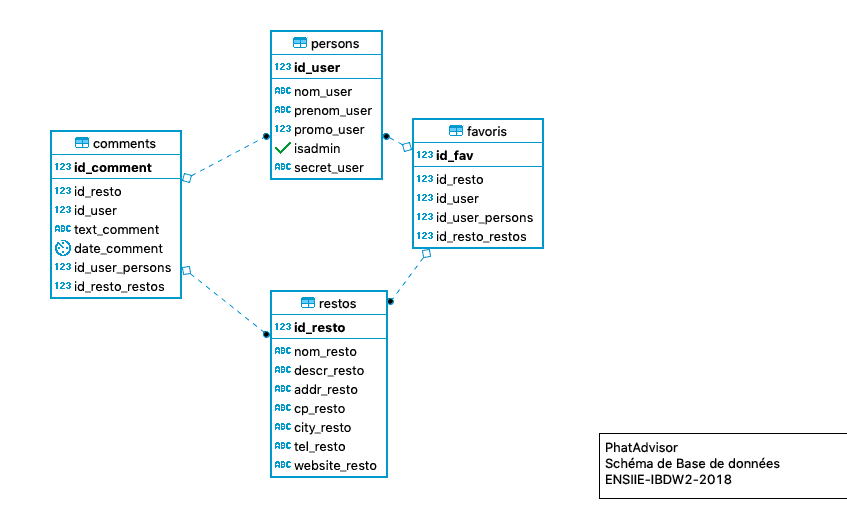 persons
123 id_user
ABC nom_user
ABC prenom_user
123 promo_user
isadmin
ABC secret_user
comments
123 id_comment
123 id_resto
123 id_user
ABC text_comment
date_comment
123 id_user_persons
123 id_resto_restos
favoris
123 id_fav
123 id_resto
123 id_user
123 id_user_persons
123 id_resto_restos
restos
123 id_resto
ABC nom_resto
ABC descr_resto
ABC addr_resto
ABC cp_resto
ABC city_resto
ABC tel_resto
ABC website_resto
PhatAdvisor
Schéma de Base de données
ENSIIE-IBDW2-2018